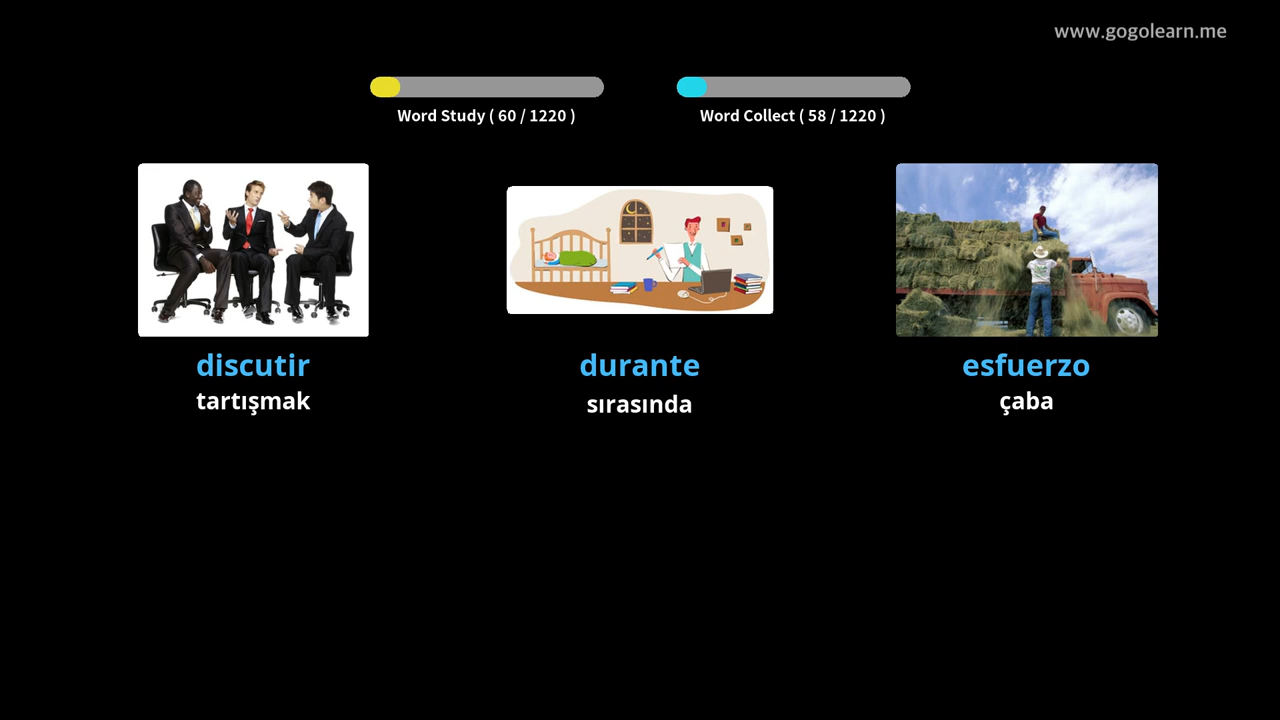 www.gogolearn.me
Word Study ( 60 / 1220 )
Word Collect ( 58 / 1220 )
discutir
tartışmak
durante
sırasında
esfuerzo
çaba